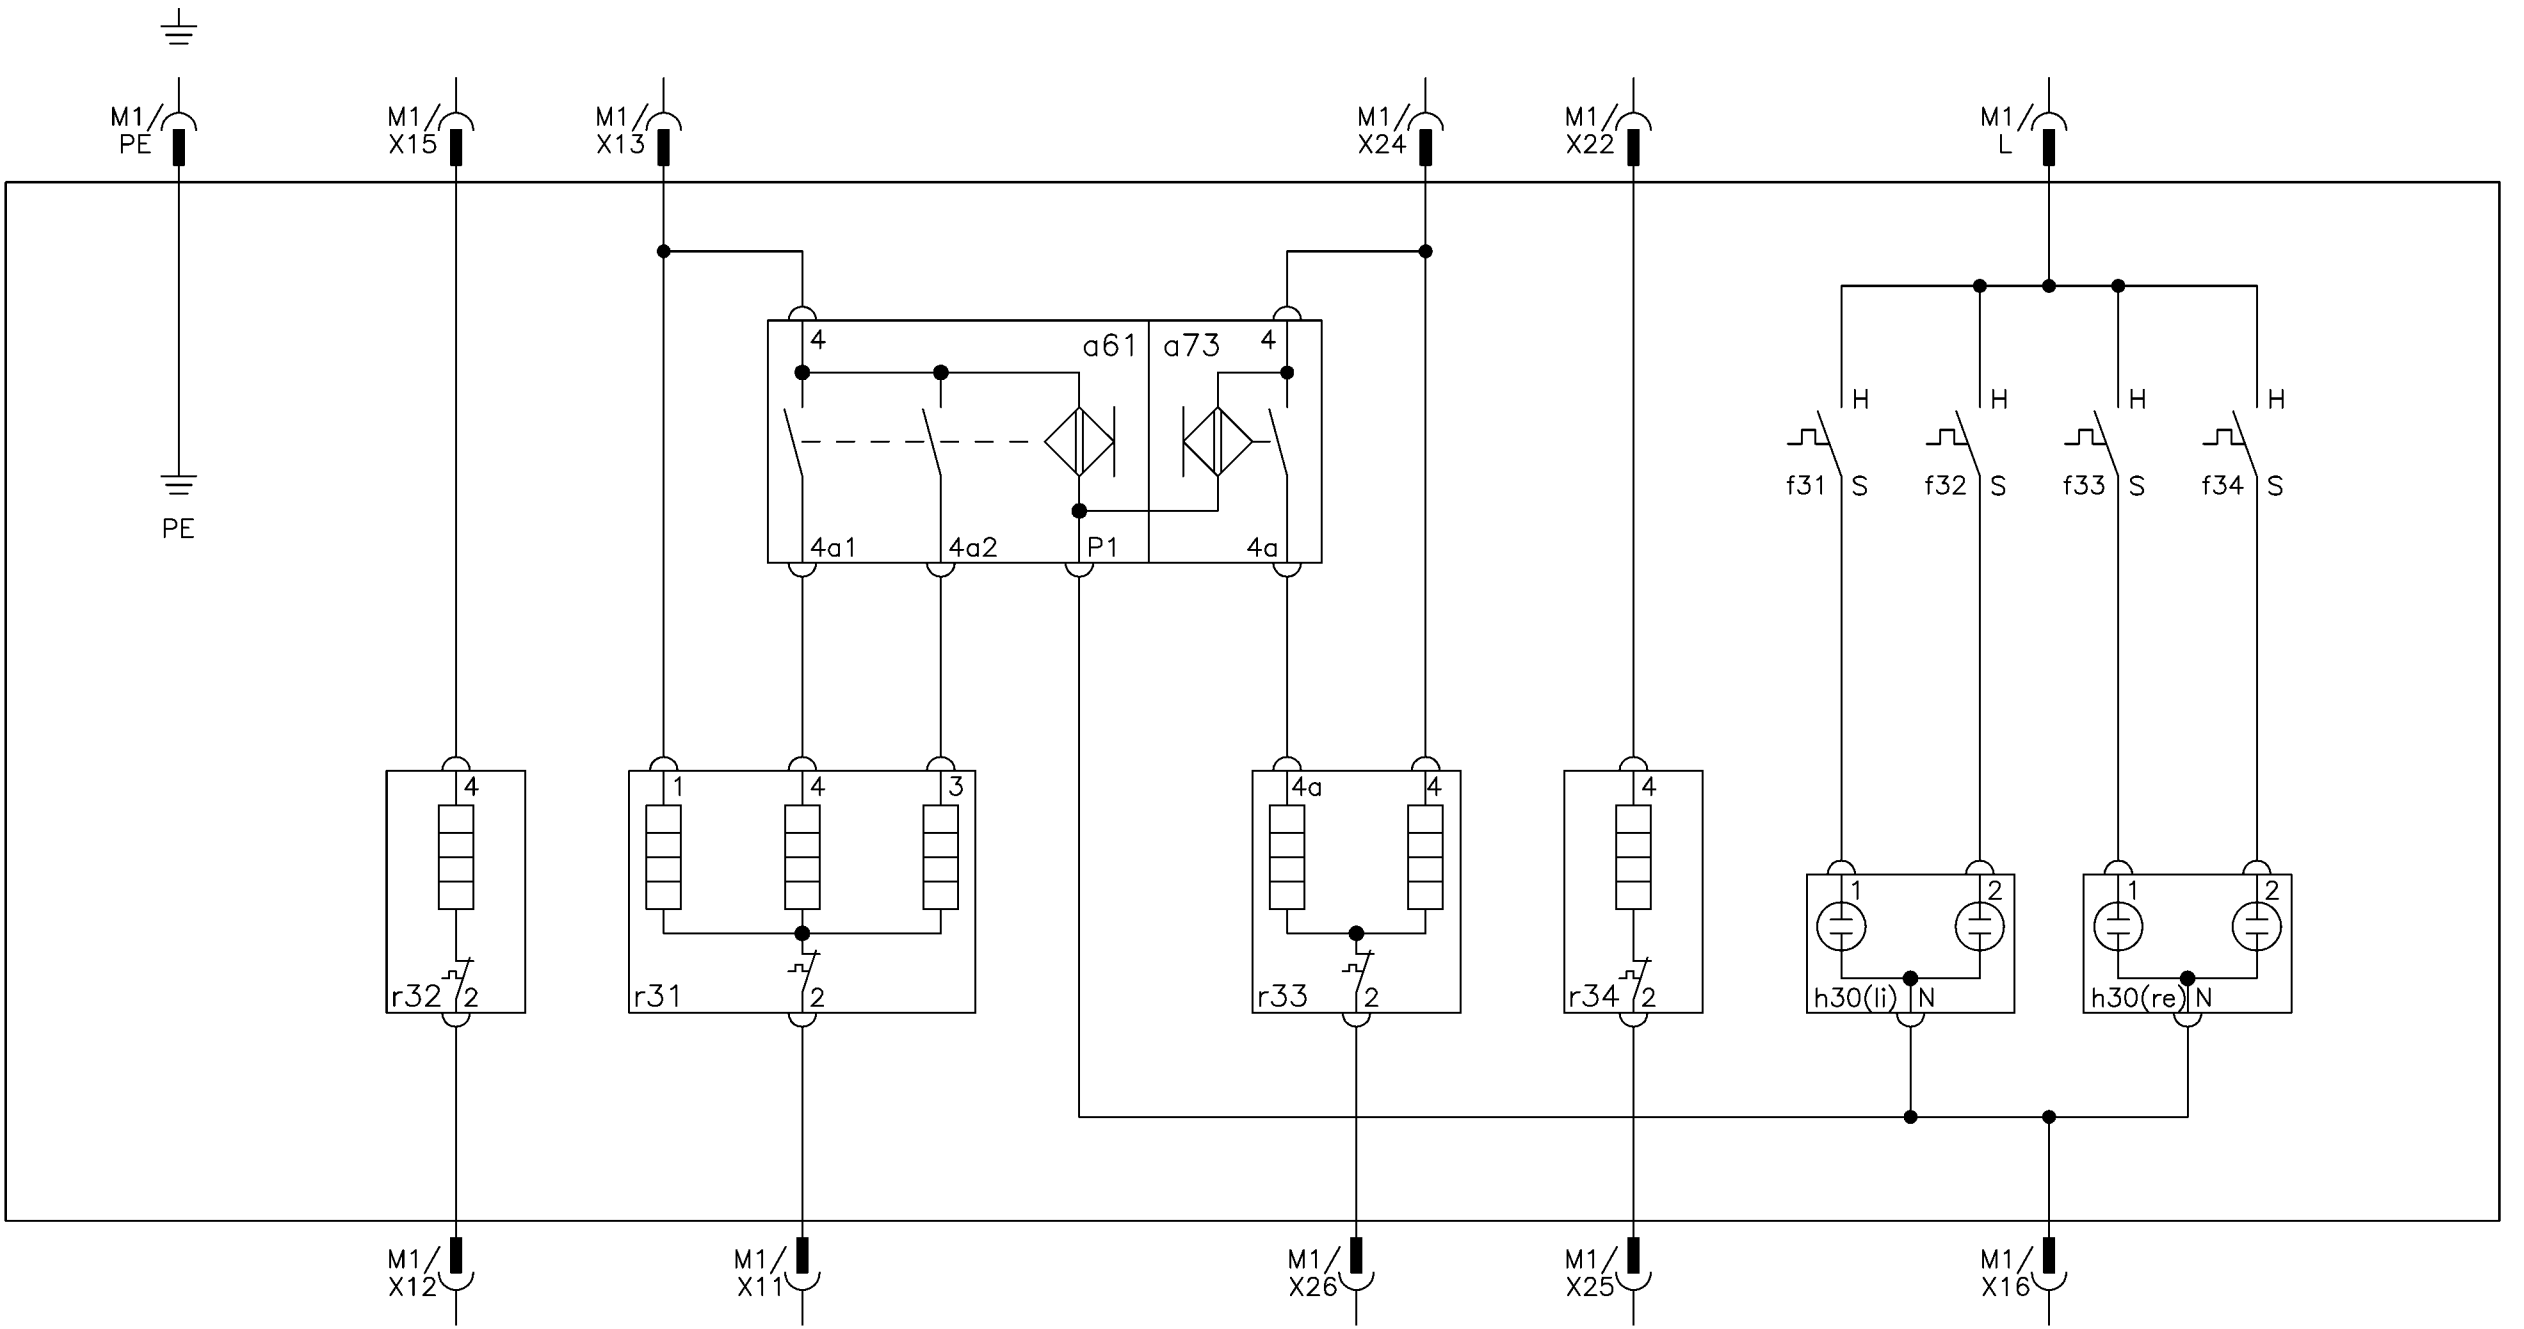 M1/ M1/ M1/ M1/ M1/ M1/
PE X15 X13 X24 X22 L
4 a61 a73 4
H H H H
f31 S f32 S f33 S f34 S
PE
4a1 4a2 P1 4a
4 1 4 3 4a 4 4
1 2 1 2
r32 2 r31 2 r33 2 r34 2 h30(li) N h30(re) N
M1/ M1/ M1/ M1/ M1/
X12 X11 X26 X25 X16